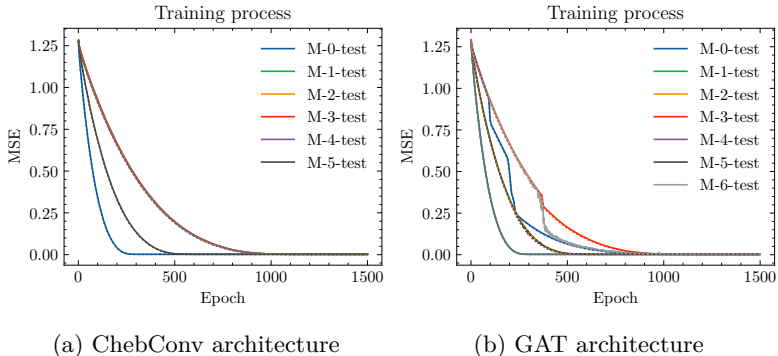 Training process
MSE
1.25
1.00
0.75
0.50
0.25
0.00
M-0-test
M-1-test
M-2-test
M-3-test
M-4-test
M-5-test
0 500 1000 1500
Epoch
(a) ChebConv architecture
Training process
MSE
1.25
1.00
0.75
0.50
0.25
0.00
M-0-test
M-1-test
M-2-test
M-3-test
M-4-test
M-5-test
M-6-test
0 500 1000 1500
Epoch
(b) GAT architecture